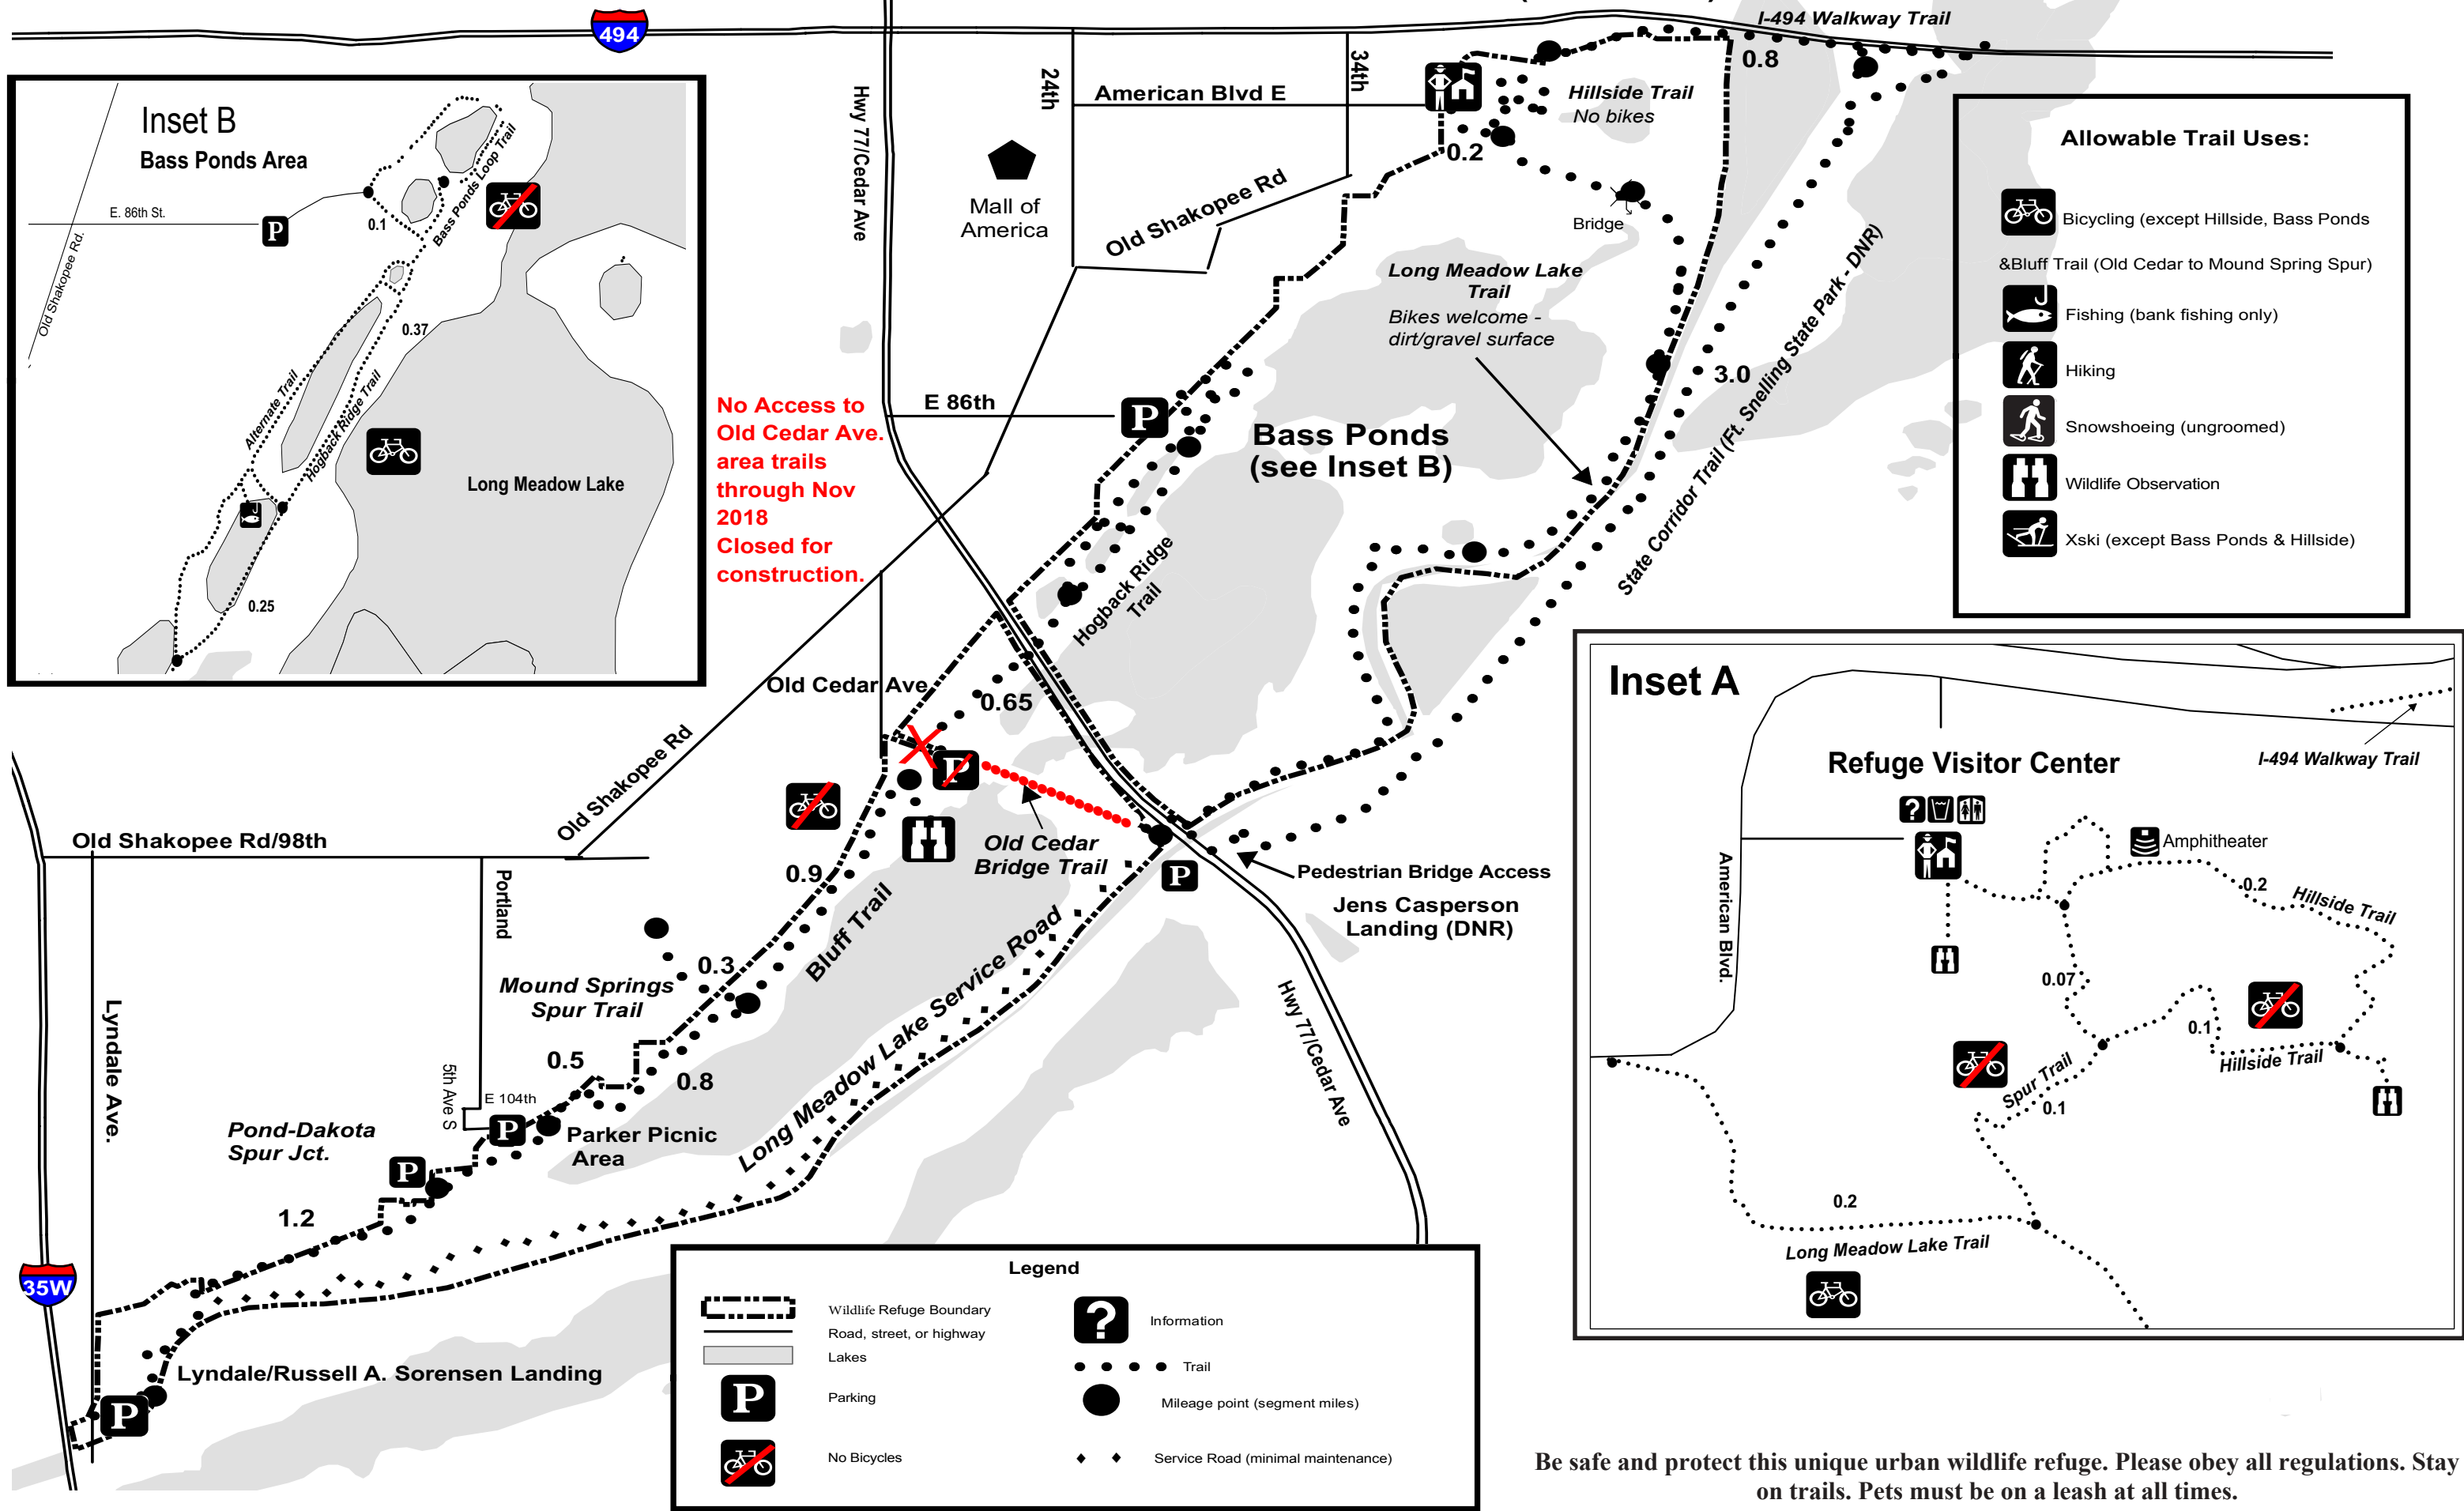 I-494 Walkway Trail
494
0.8
34th
24th
American Blvd E
Hillside Trail
No bikes
Hwy 77/Cedar Ave
0.2
Mall of
America
Old Shakopee Rd
Bridge
Long Meadow Lake
Trail
Bikes welcome -
dirt/gravel surface
State Corridor Trail (Ft. Snelling State Park - DNR)
3.0
Inset B
Bass Ponds Area
E. 86th St.
P
0.1
Bass Ponds Loop Trail
Old Shakopee Rd.
0.37
Alternate Trail
Hogback Ridge Trail
Long Meadow Lake
0.25
Allowable Trail Uses:
Bicycling (except Hillside, Bass Ponds
&Bluff Trail (Old Cedar to Mound Spring Spur)
Fishing (bank fishing only)
Hiking
Snowshoeing (ungroomed)
Wildlife Observation
Xski (except Bass Ponds & Hillside)
No Access to
Old Cedar Ave.
area trails
through Nov
2018
Closed for
construction.
E 86th
P
Bass Ponds
(see Inset B)
Hogback Ridge
Trail
Old Cedar Ave
0.65
P
Old Shakopee Rd
Old Shakopee Rd/98th
Old Cedar
Bridge Trail
0.9
Bluff Trail
P
Pedestrian Bridge Access
Jens Casperson
Landing (DNR)
Portland
0.3
Mound Springs
Spur Trail
Long Meadow Lake Service Road
Hwy 77/Cedar Ave
Lyndale Ave.
0.5
0.8
5th Ave S
E 104th
P
Parker Picnic
Area
Pond-Dakota
Spur Jct.
P
1.2
35W
Lyndale/Russell A. Sorensen Landing
P
Inset A
I-494 Walkway Trail
Refuge Visitor Center
?
Amphitheater
American Blvd.
0.2
Hillside Trail
0.07
0.1
Hillside Trail
Spur Trail
0.1
0.2
Long Meadow Lake Trail
Legend
Wildlife Refuge Boundary
Road, street, or highway
Lakes
P
Parking
No Bicycles
?
Information
Trail
Mileage point (segment miles)
Service Road (minimal maintenance)
Be safe and protect this unique urban wildlife refuge. Please obey all regulations. Stay
on trails. Pets must be on a leash at all times.